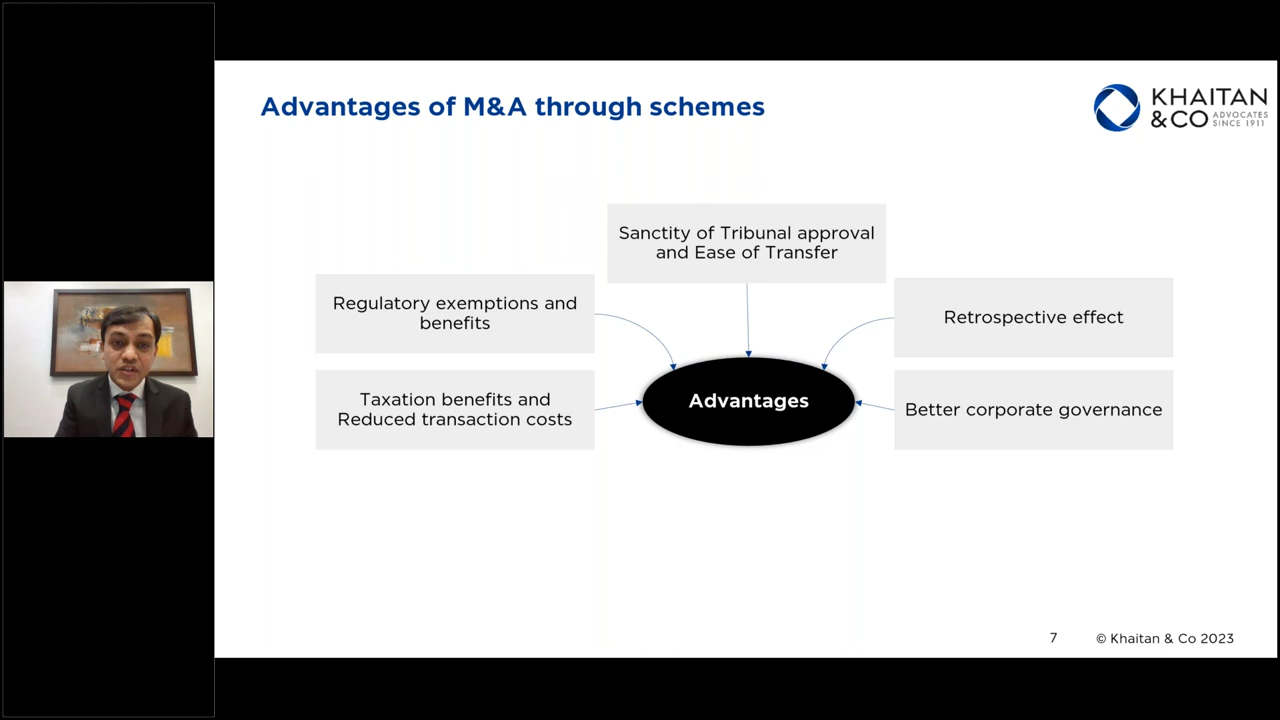 Advantages of M&A through schemes
KHAITAN
&CO ADVOCATES
SINCE 1911
Sanctity of Tribunal approval
and Ease of Transfer
Regulatory exemptions and
benefits
Retrospective effect
Taxation benefits and
Reduced transaction costs
Advantages
Better corporate governance
7
© Khaitan & Co 2023